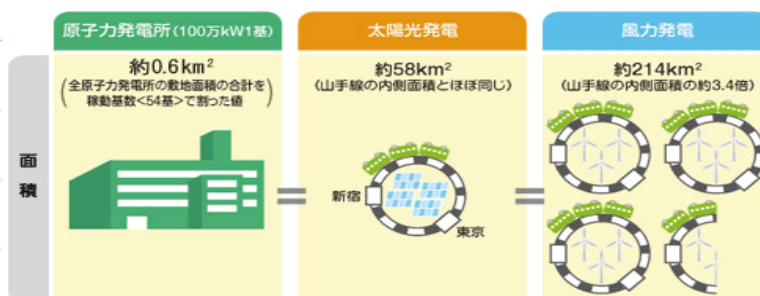 原子力発電所(100万kW1基)
太陽光発電
風力発電
面積
約0.6km²
(全原子力発電所の敷地面積の合計を
稼動基数<54基>で割った値)
約58km²
(山手線の内側面積とほぼ同じ)
約214km²
(山手線の内側面積の約3.4倍)
=
新宿
東京
=